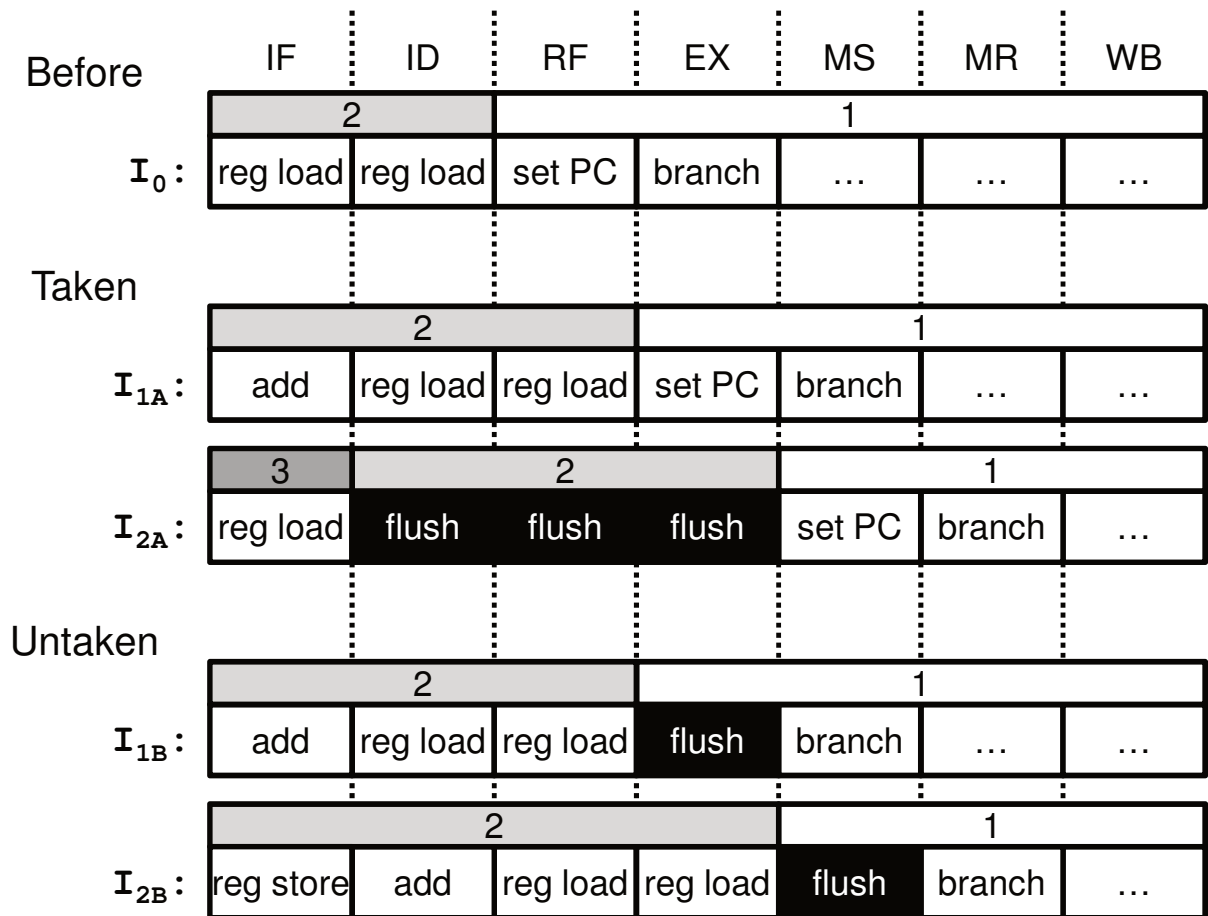 Before IF ID RF EX MS MR WB
2 1
I0: reg load reg load set PC branch … … …
Taken
2 1
I1A: add reg load reg load set PC branch … …
3 2 1
I2A: reg load flush flush flush set PC branch …
Untaken
2 1
I1B: add reg load reg load flush branch … …
2 1
I2B: reg store add reg load reg load flush branch …